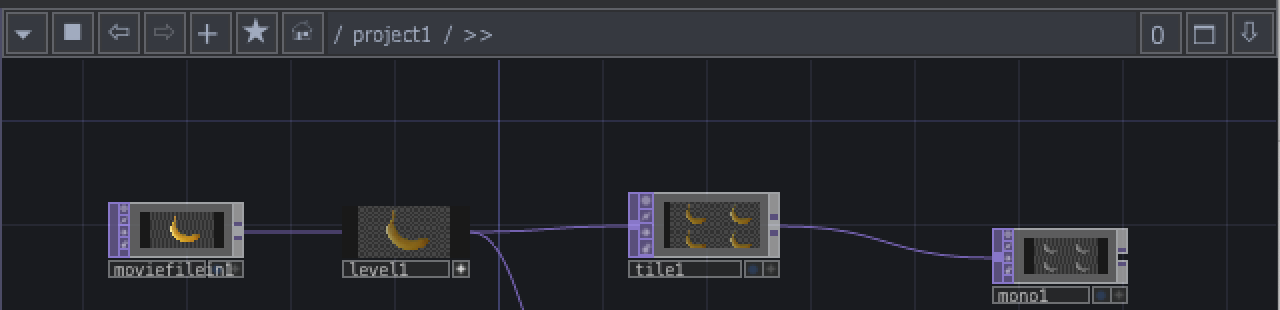 / project1 / >> 0
moviefilein1 level1 tile1
mono1